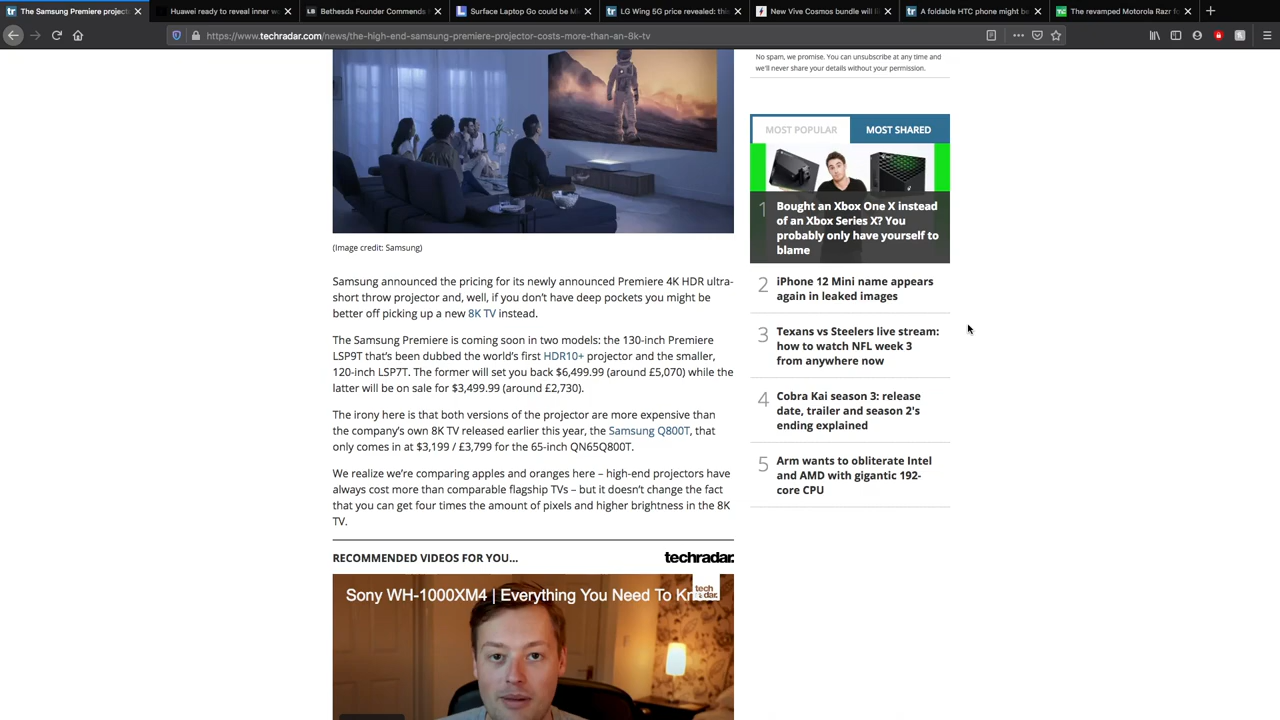 The Samsung Premiere project
Huawei ready to reveal inner w
Bethesda Founder Commends
Surface Laptop Go could be Mi
LG Wing 5G price revealed: thi
New Vive Cosmos bundle will
A foldable HTC phone might be
The revamped Motorola Razr fo
https://www.techradar.com/news/the-high-end-samsung-premiere-projector-costs-more-than-an-8k-tv
No spam, we promise. You can unsubscribe at any time and
we'll never share your details without your permission.
MOST POPULAR
MOST SHARED
1
Bought an Xbox One X instead
of an Xbox Series X? You
probably only have yourself to
blame
2
iPhone 12 Mini name appears
again in leaked images
3
Texans vs Steelers live stream:
how to watch NFL week 3
from anywhere now
4
Cobra Kai season 3: release
date, trailer and season 2's
ending explained
5
Arm wants to obliterate Intel
and AMD with gigantic 192-
core CPU
(Image credit: Samsung)
Samsung announced the pricing for its newly announced Premiere 4K HDR ultra-
short throw projector and, well, if you don't have deep pockets you might be
better off picking up a new 8K TV instead.
The Samsung Premiere is coming soon in two models: the 130-inch Premiere
LSP9T that's been dubbed the world's first HDR10+ projector and the smaller,
120-inch LSP7T. The former will set you back $6,499.99 (around £5,070) while the
latter will be on sale for $3,499.99 (around £2,730).
The irony here is that both versions of the projector are more expensive than
the company's own 8K TV released earlier this year, the Samsung Q800T, that
only comes in at $3,199 / £3,799 for the 65-inch QN65Q800T.
We realize we're comparing apples and oranges here – high-end projectors have
always cost more than comparable flagship TVs – but it doesn't change the fact
that you can get four times the amount of pixels and higher brightness in the 8K
TV.
RECOMMENDED VIDEOS FOR YOU...
techradar.
Sony WH-1000XM4 | Everything You Need To Kn
tech
radar.